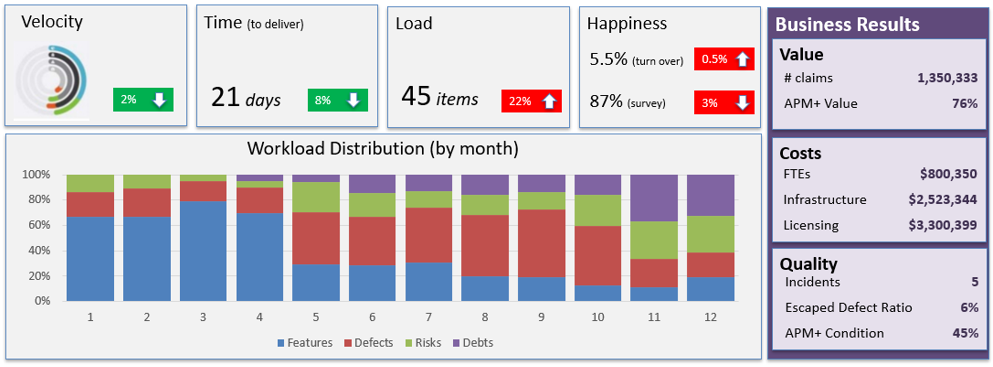 Velocity
2%
Time (to deliver)
21 days
8%
Load
45 items
22%
Happiness
5.5% (turn over)
0.5%
87% (survey)
3%
Workload Distribution (by month)
100%
80%
60%
40%
20%
0%
1 2 3 4 5 6 7 8 9 10 11 12
Features Defects Risks Debts
Business Results
Value
# claims 1,350,333
APM+ Value 76%
Costs
FTEs $800,350
Infrastructure $2,523,344
Licensing $3,300,399
Quality
Incidents 5
Escaped Defect Ratio 6%
APM+ Condition 45%